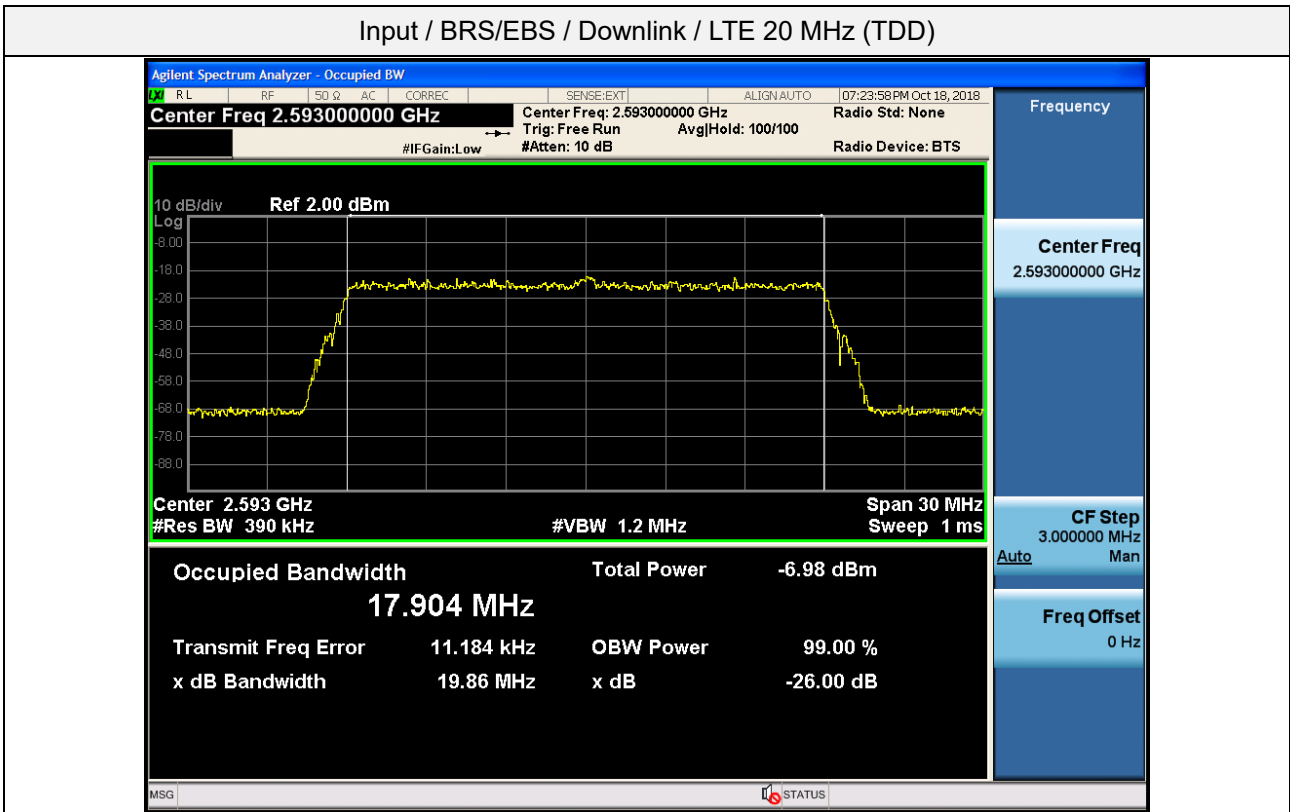 Input / BRS/EBS / Downlink / LTE 20 MHz (TDD)
Agilent Spectrum Analyzer - Occupied BW
LXI RL RF 50 Ω AC CORREC SENSE:EXT ALIGN AUTO 07:23:58 PM Oct 18, 2018
Center Freq 2.593000000 GHz
Center Freq: 2.593000000 GHz
Radio Std: None
Trig: Free Run Avg|Hold: 100/100
#IFGain:Low #Atten: 10 dB Radio Device: BTS
10 dB/div Ref 2.00 dBm
Log
-8.00
-18.0
-28.0
-38.0
-48.0
-58.0
-68.0
-78.0
-88.0
Center 2.593 GHz Span 30 MHz
#Res BW 390 kHz #VBW 1.2 MHz Sweep 1 ms
Occupied Bandwidth Total Power -6.98 dBm
17.904 MHz
Transmit Freq Error 11.184 kHz OBW Power 99.00 %
x dB Bandwidth 19.86 MHz x dB -26.00 dB
Frequency
Center Freq
2.593000000 GHz
CF Step
3.000000 MHz
Auto Man
Freq Offset
0 Hz
MSG STATUS